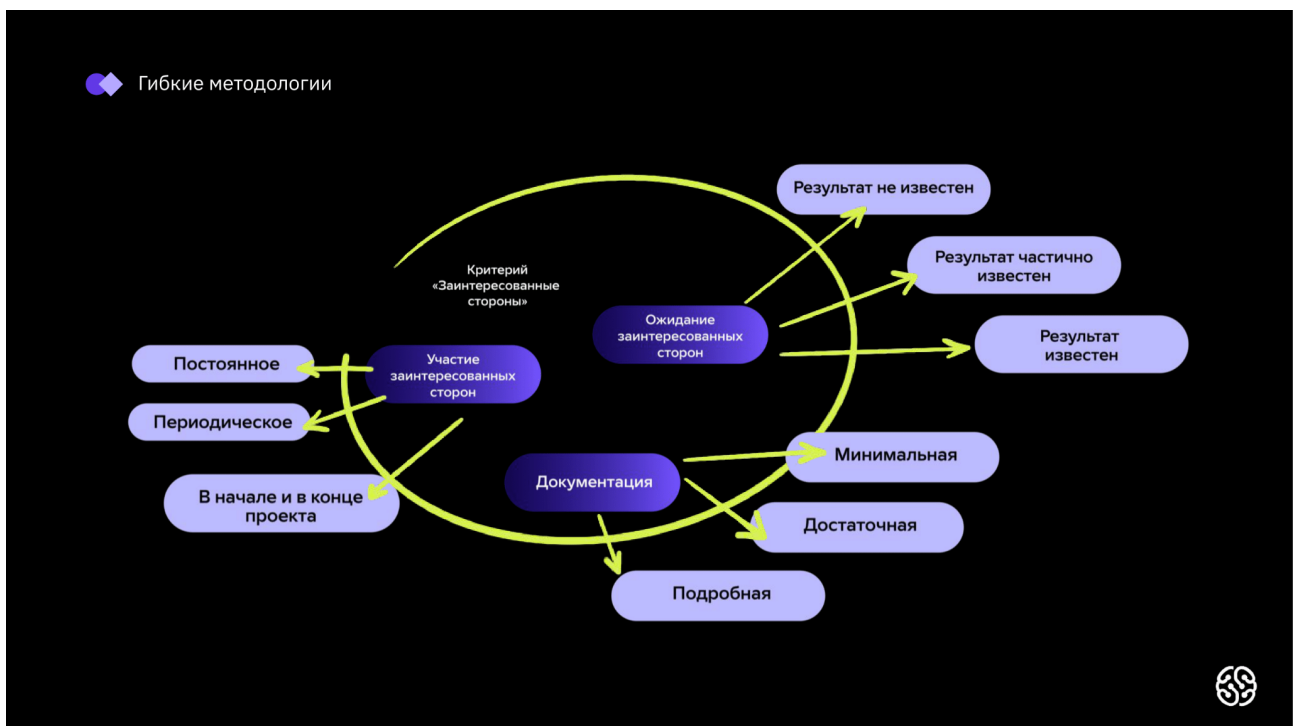 Гибкие методологии
Результат не известен
Критерий
«Заинтересованные
стороны»
Результат частично
известен
Ожидание
заинтересованных
сторон
Результат
известен
Постоянное
Участие
заинтересованных
сторон
Периодическое
Минимальная
Документация
В начале и в конце
проекта
Достаточная
Подробная